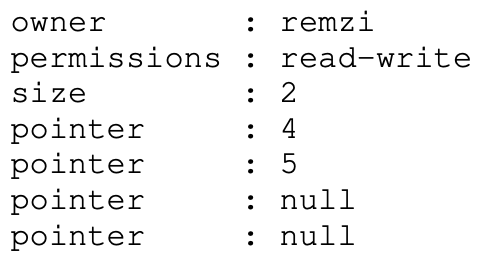 owner       : remzi
permissions : read-write
size        : 2
pointer     : 4
pointer     : 5
pointer     : null
pointer     : null